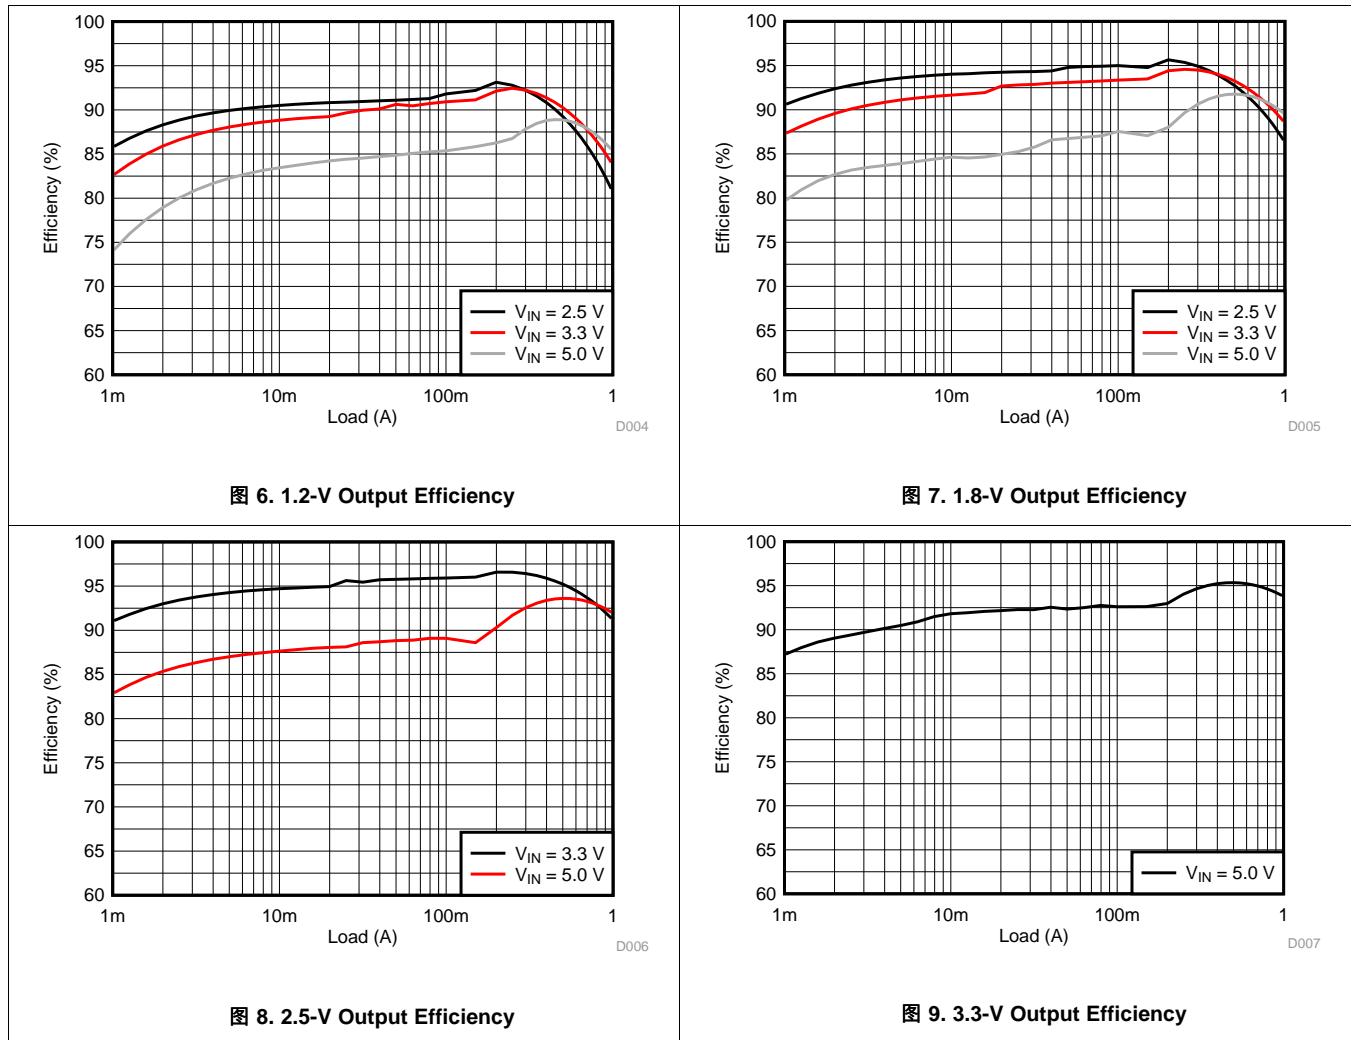 100
95
90
85
80
75
70
65
60
Efficiency (%)
1m 10m 100m 1
Load (A)
VIN = 2.5 V
VIN = 3.3 V
VIN = 5.0 V
D004
图 6. 1.2-V Output Efficiency
100
95
90
85
80
75
70
65
60
Efficiency (%)
1m 10m 100m 1
Load (A)
VIN = 2.5 V
VIN = 3.3 V
VIN = 5.0 V
D005
图 7. 1.8-V Output Efficiency
100
95
90
85
80
75
70
65
60
Efficiency (%)
1m 10m 100m 1
Load (A)
VIN = 3.3 V
VIN = 5.0 V
D006
图 8. 2.5-V Output Efficiency
100
95
90
85
80
75
70
65
60
Efficiency (%)
1m 10m 100m 1
Load (A)
VIN = 5.0 V
D007
图 9. 3.3-V Output Efficiency